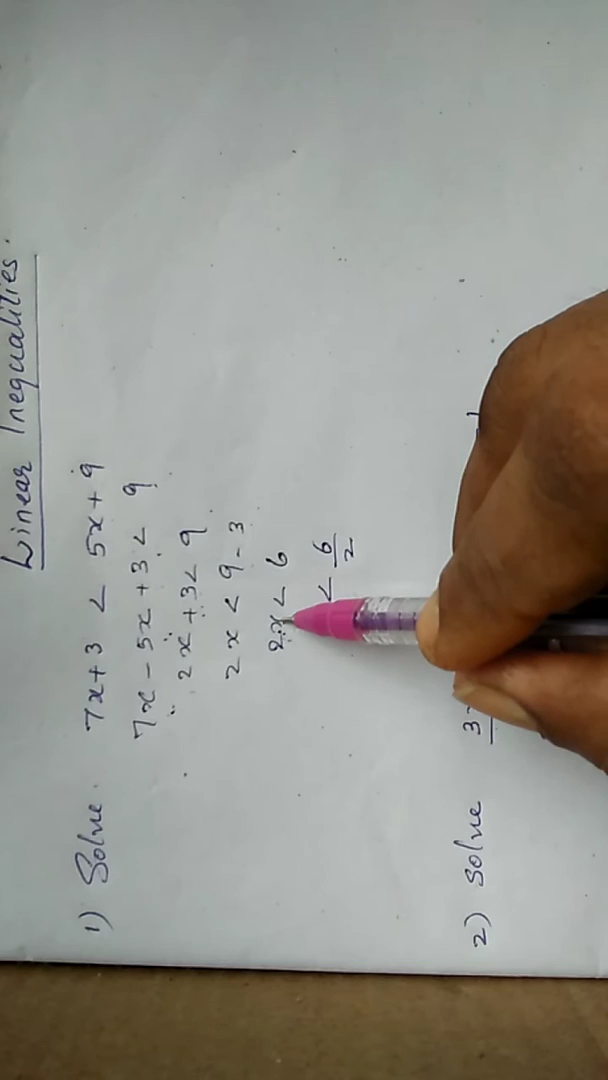 Linear Inequalities.
1) Solve. 7x+3 < 5x+9
7x-5x+3 < 9
2x+3 < 9
2x < 9-3
2x < 6
< 6/2
2) Solve 3